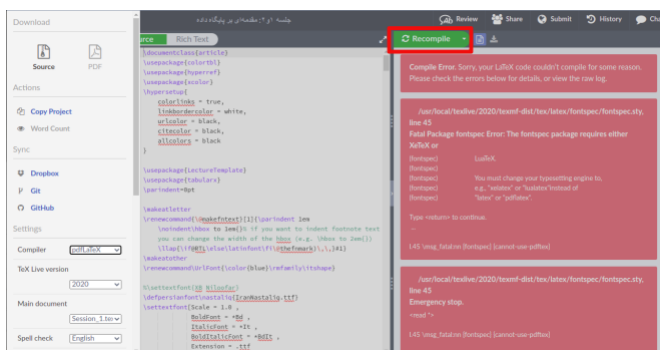 Download
Source
PDF
Actions
Copy Project
Word Count
Sync
Dropbox
Git
GitHub
Settings
Compiler
pdfLaTeX
TeX Live version
2020
Main document
Session_1.tex
Spell check
English
جلسه ۱و۲: مقدمه‌ای بر پایگاه داده
Review
Share
Submit
History
Source
Rich Text
Recompile
\documentclass{article}
\usepackage{colortbl}
\usepackage{hyperref}
\usepackage{xcolor}
\hypersetup{
colorlinks = true,
linkbordercolor = white,
urlcolor = black,
citecolor = black,
allcolors = black
}
\usepackage{LectureTemplate}
\usepackage{tabularx}
\parindent=0pt
\makeatletter
\renewcommand{\@makefntext}[1]{\parindent 1em
\noindent\hbox to 1em{}% if you want to indent footnote text
you can change the width of the hbox (e.g. \hbox to 2em{})
\llap{\if@RTL\else\latinfont\fi\@thefnmark)\,\,}#1}
\makeatother
\renewcommand\UrlFont{\color{blue}\rmfamily\itshape}
%\settextfont{XB Niloofar}
\defpersianfont\nastaliq{IranNastaliq.ttf}
\settextfont[Scale = 1.0 ,
BoldFont = *Bd ,
ItalicFont = *It ,
BoldItalicFont = *BdIt ,
Extension = .ttf
Compile Error. Sorry, your LaTeX code couldn't compile for some reason.
Please check the errors below for details, or view the raw log.
/usr/local/texlive/2020/texmf-dist/tex/latex/fontspec/fontspec.sty,
line 45
Fatal Package fontspec Error: The fontspec package requires either
XeTeX or
(fontspec) LuaTeX.
(fontspec)
(fontspec) You must change your typesetting engine to,
(fontspec) e.g., "xelatex" or "lualatex"instead of
(fontspec) "latex" or "pdflatex".
Type <return> to continue.
...
l.45 \msg_fatal:nn {fontspec} {cannot-use-pdftex}
/usr/local/texlive/2020/texmf-dist/tex/latex/fontspec/fontspec.sty,
line 45
Emergency stop.
<read *>
l.45 \msg_fatal:nn {fontspec} {cannot-use-pdftex}